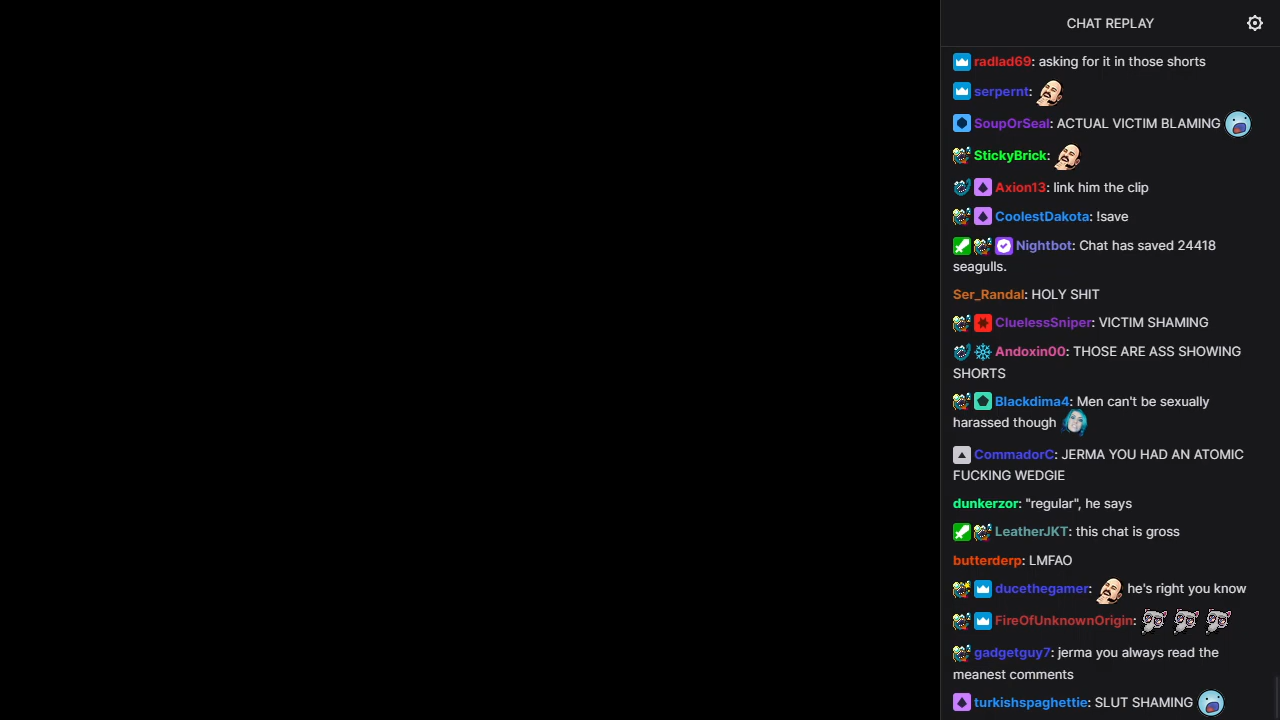 CHAT REPLAY
radlad69: asking for it in those shorts
serpernt:
SoupOrSeal: ACTUAL VICTIM BLAMING
StickyBrick:
Axion13: link him the clip
CoolestDakota: !save
Nightbot: Chat has saved 24418
seagulls.
Ser_Randal: HOLY SHIT
CluelessSniper: VICTIM SHAMING
Andoxin00: THOSE ARE ASS SHOWING
SHORTS
Blackdima4: Men can't be sexually
harassed though
CommadorC: JERMA YOU HAD AN ATOMIC
FUCKING WEDGIE
dunkerzor: "regular", he says
LeatherJKT: this chat is gross
butterderp: LMFAO
ducethegamer: he's right you know
FireOfUnknownOrigin:
gadgetguy7: jerma you always read the
meanest comments
turkishspaghettie: SLUT SHAMING